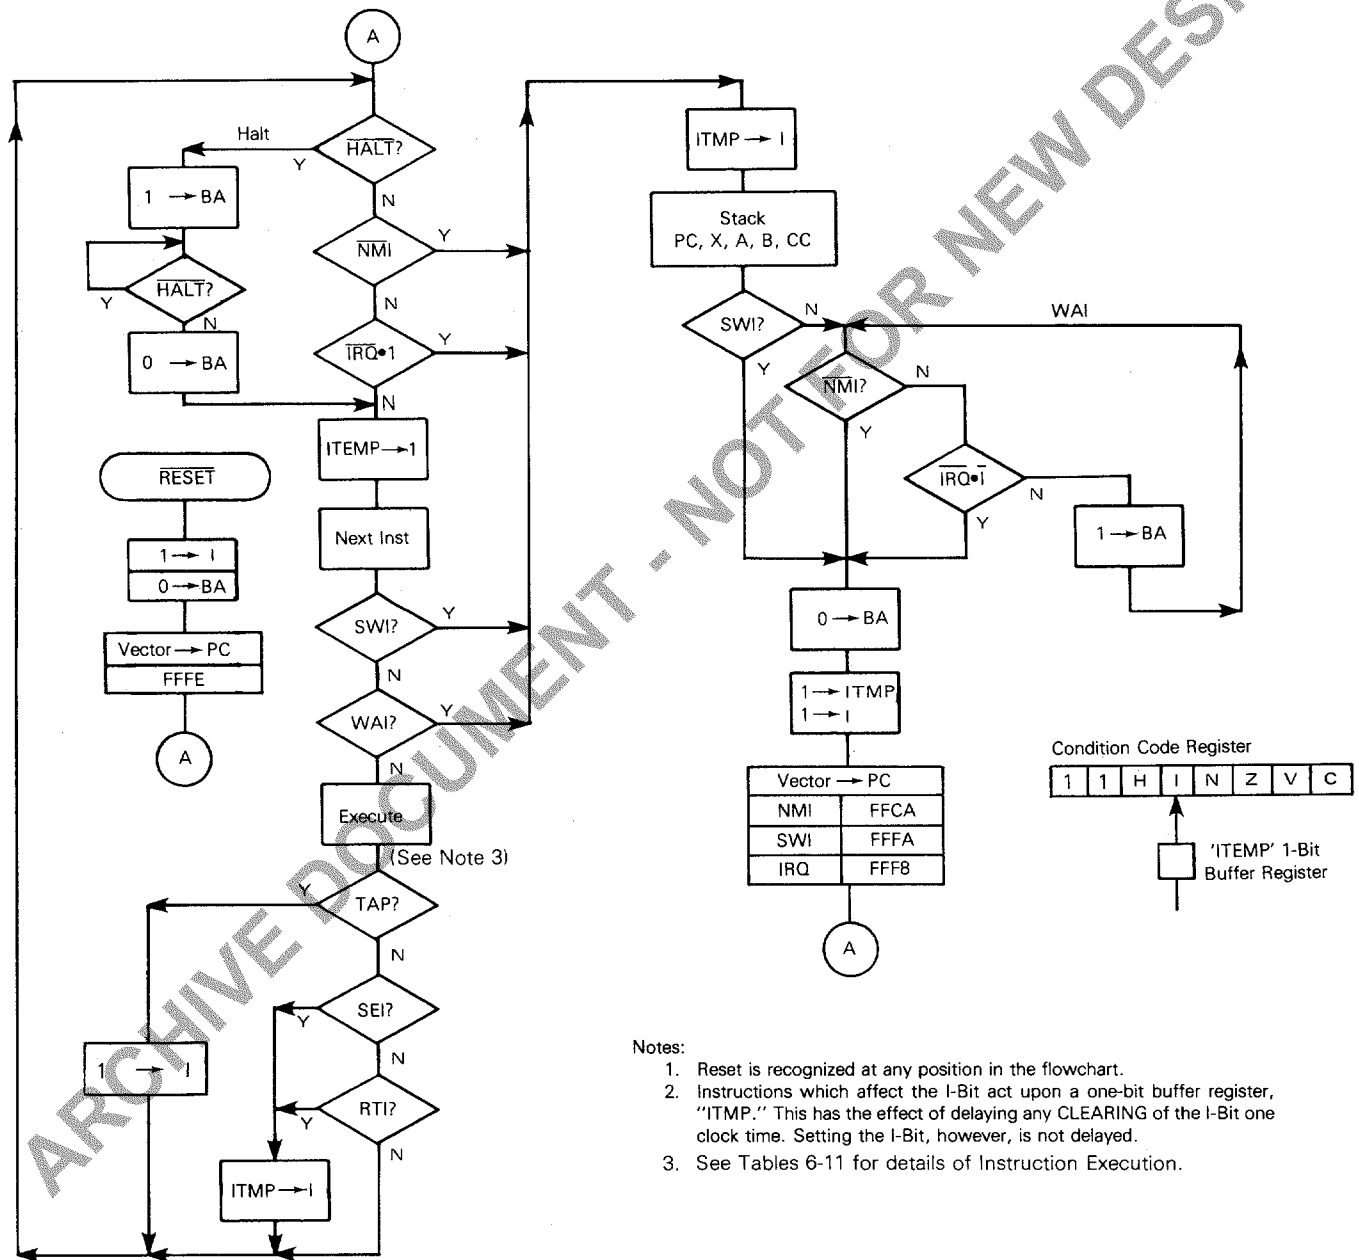 A
Halt
HALT?
Y
N
1 → BA
NMI
Y
N
HALT?
Y
N
IRQ•1
Y
N
0 → BA
ITEMP→1
RESET
1 → I
0 → BA
Vector → PC
FFFE
A
Next Inst
SWI?
Y
N
WAI?
Y
N
Execute
(See Note 3)
TAP?
Y
N
SEI?
Y
N
1 → I
RTI?
Y
N
ITMP → I
ITMP → I
Stack
PC, X, A, B, CC
SWI?
N
Y
WAI
NMI?
N
Y
IRQ•I
N
Y
1 → BA
0 → BA
1 → ITMP
1 → I
Vector → PC
NMI FFCA
SWI FFFA
IRQ FFF8
A
Condition Code Register
1 1 H I N Z V C
'ITEMP' 1-Bit
Buffer Register
Notes:
1. Reset is recognized at any position in the flowchart.
2. Instructions which affect the I-Bit act upon a one-bit buffer register,
"ITMP." This has the effect of delaying any CLEARING of the I-Bit one
clock time. Setting the I-Bit, however, is not delayed.
3. See Tables 6-11 for details of Instruction Execution.
ARCHIVE DOCUMENT - NOT FOR NEW DESI